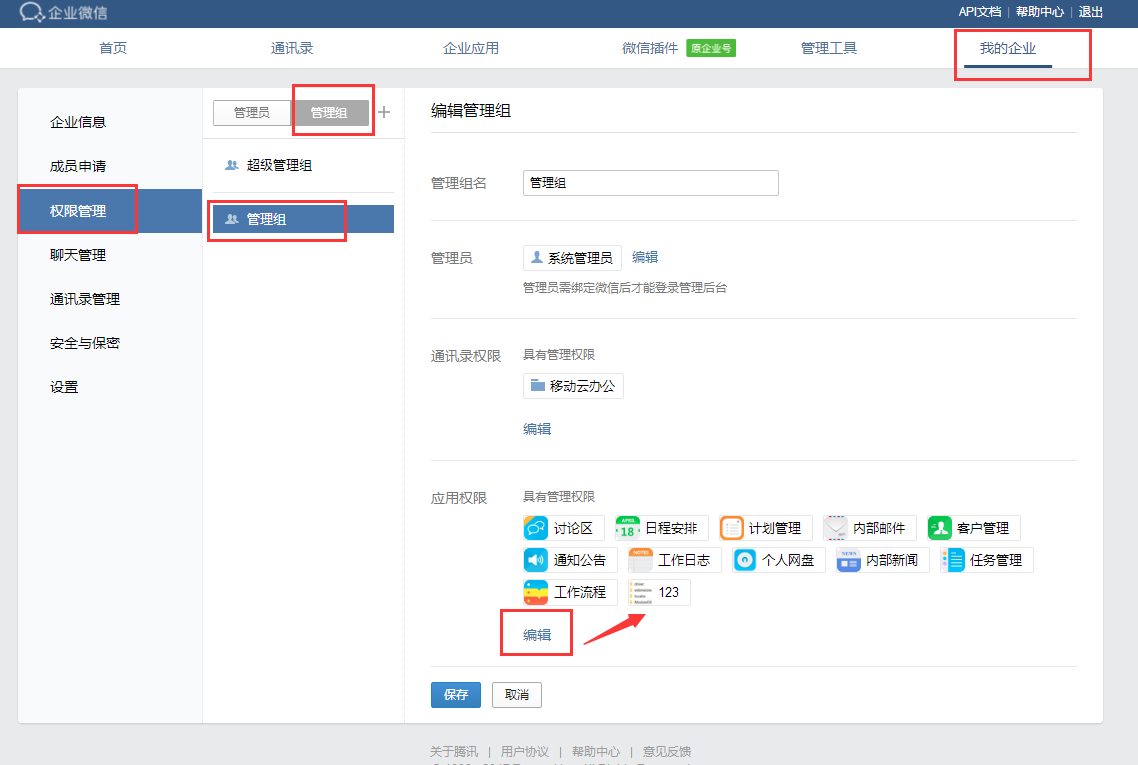 企业微信
API文档 | 帮助中心 | 退出
首页 通讯录 企业应用 微信插件 原企业号 管理工具 我的企业
企业信息
成员申请
权限管理
聊天管理
通讯录管理
安全与保密
设置
管理员 管理组 +
超级管理组
管理组
编辑管理组
管理组名 管理组
管理员 系统管理员 编辑
管理员需绑定微信后才能登录管理后台
通讯录权限 具有管理权限
移动云办公
编辑
应用权限 具有管理权限
讨论区 APRIL 18 日程安排 计划管理 内部邮件 客户管理
通知公告 NOTES 工作日志 个人网盘 NEWS 内部新闻 任务管理
工作流程 123
编辑
保存 取消
关于腾讯 | 用户协议 | 帮助中心 | 意见反馈